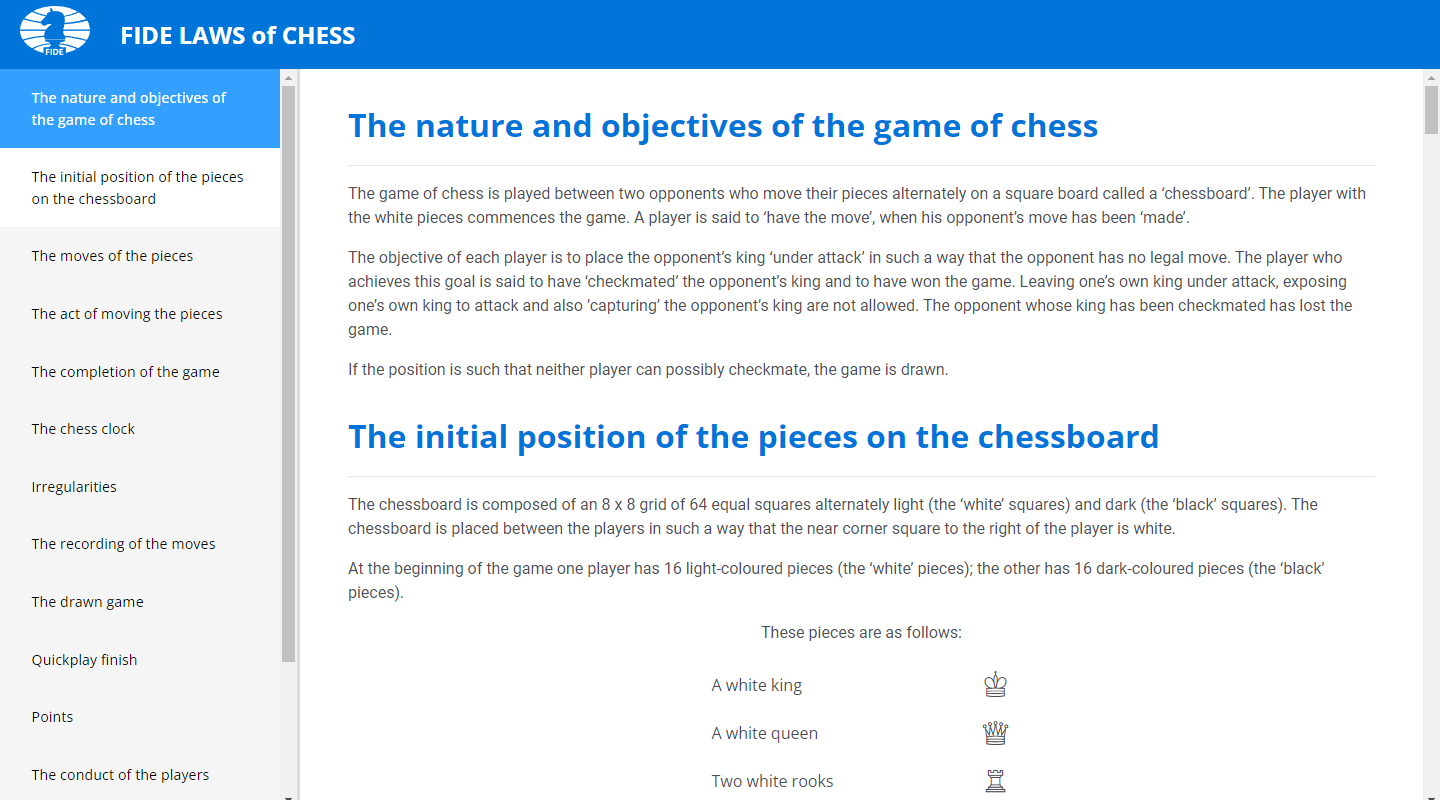 FIDE
FIDE LAWS of CHESS
The nature and objectives of
the game of chess
The initial position of the pieces
on the chessboard
The moves of the pieces
The act of moving the pieces
The completion of the game
The chess clock
Irregularities
The recording of the moves
The drawn game
Quickplay finish
Points
The conduct of the players
The nature and objectives of the game of chess
The game of chess is played between two opponents who move their pieces alternately on a square board called a ‘chessboard’. The player with
the white pieces commences the game. A player is said to ‘have the move’, when his opponent’s move has been ‘made’.
The objective of each player is to place the opponent’s king ‘under attack’ in such a way that the opponent has no legal move. The player who
achieves this goal is said to have ‘checkmated’ the opponent’s king and to have won the game. Leaving one’s own king under attack, exposing
one’s own king to attack and also ’capturing’ the opponent’s king are not allowed. The opponent whose king has been checkmated has lost the
game.
If the position is such that neither player can possibly checkmate, the game is drawn.
The initial position of the pieces on the chessboard
The chessboard is composed of an 8 x 8 grid of 64 equal squares alternately light (the ‘white’ squares) and dark (the ‘black’ squares). The
chessboard is placed between the players in such a way that the near corner square to the right of the player is white.
At the beginning of the game one player has 16 light-coloured pieces (the ‘white’ pieces); the other has 16 dark-coloured pieces (the ‘black’
pieces).
These pieces are as follows:
A white king
A white queen
Two white rooks